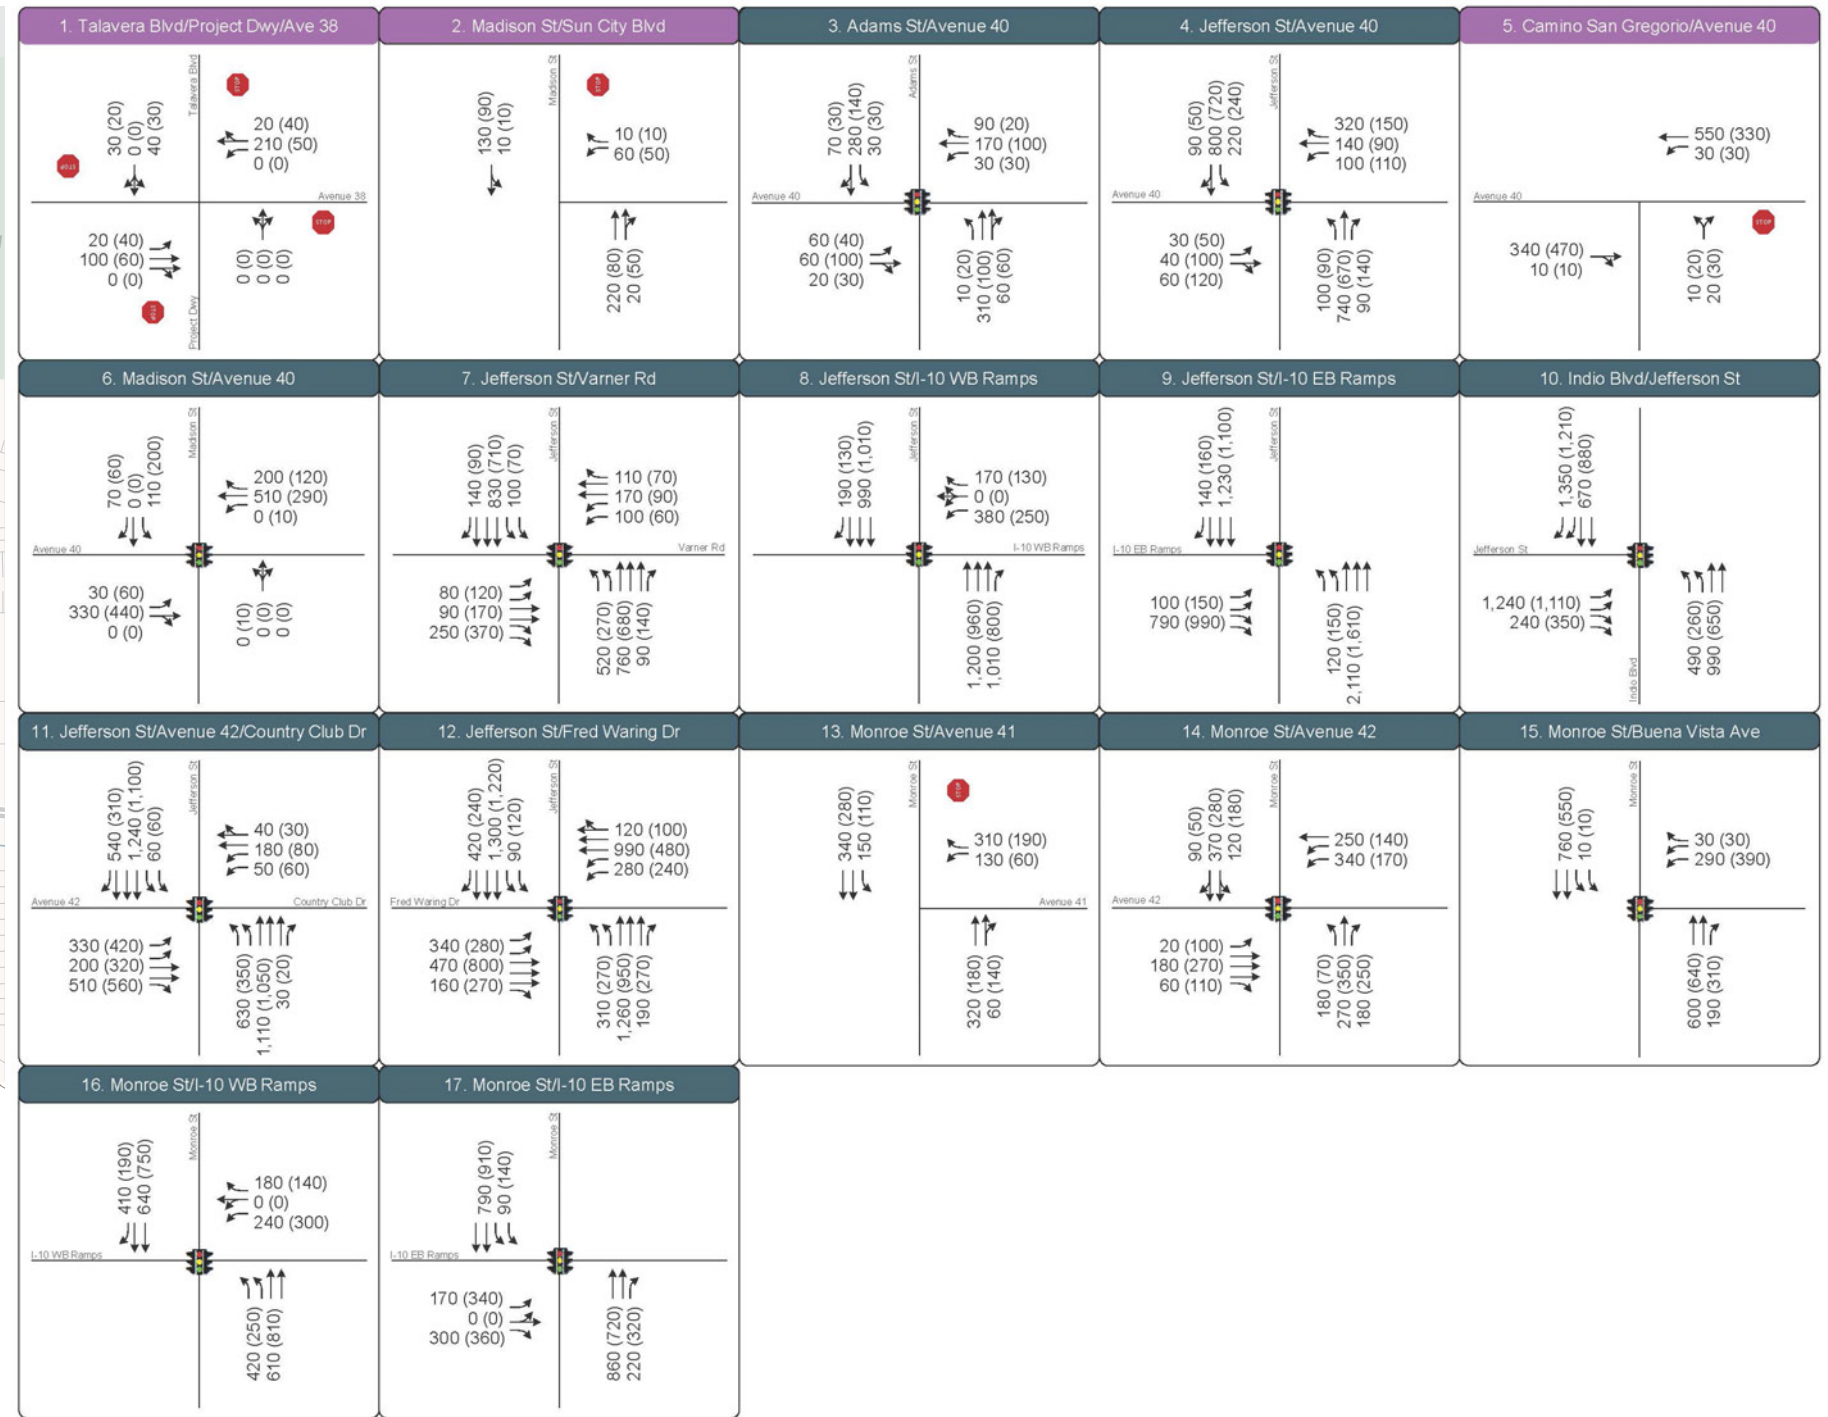 1. Talavera Blvd/Project Dwy/Ave 38
Talavera Blvd
STOP
30 (20)
0 (0)
40 (30)
20 (40)
210 (50)
0 (0)
STOP
Avenue 38
STOP
20 (40)
100 (60)
0 (0)
0 (0)
0 (0)
0 (0)
STOP
Project Dwy
2. Madison St/Sun City Blvd
Madison St
STOP
130 (90)
10 (10)
10 (10)
60 (50)
220 (80)
20 (50)
3. Adams St/Avenue 40
Adams St
70 (30)
280 (140)
30 (30)
90 (20)
170 (100)
30 (30)
Avenue 40
60 (40)
60 (100)
20 (30)
10 (20)
310 (100)
60 (60)
4. Jefferson St/Avenue 40
Jefferson St
90 (50)
800 (720)
220 (240)
320 (150)
140 (90)
100 (110)
Avenue 40
30 (50)
40 (100)
60 (120)
100 (90)
740 (670)
90 (140)
5. Camino San Gregorio/Avenue 40
550 (330)
30 (30)
Avenue 40
STOP
340 (470)
10 (10)
10 (20)
20 (30)
6. Madison St/Avenue 40
Madison St
70 (60)
0 (0)
110 (200)
200 (120)
510 (290)
0 (10)
Avenue 40
30 (60)
330 (440)
0 (0)
0 (10)
0 (0)
0 (0)
7. Jefferson St/Varner Rd
Jefferson St
140 (90)
830 (710)
100 (70)
110 (70)
170 (90)
100 (60)
Varner Rd
80 (120)
90 (170)
250 (370)
520 (270)
760 (680)
90 (140)
8. Jefferson St/I-10 WB Ramps
Jefferson St
190 (130)
990 (1,010)
170 (130)
0 (0)
380 (250)
I-10 WB Ramps
1,200 (960)
1,010 (800)
9. Jefferson St/I-10 EB Ramps
Jefferson St
140 (160)
1,230 (1,100)
I-10 EB Ramps
100 (150)
790 (990)
120 (150)
2,110 (1,610)
10. Indio Blvd/Jefferson St
1,350 (1,210)
670 (880)
Jefferson St
1,240 (1,110)
240 (350)
490 (260)
990 (650)
Indio Blvd
11. Jefferson St/Avenue 42/Country Club Dr
Jefferson St
540 (310)
1,240 (1,100)
60 (60)
40 (30)
180 (80)
50 (60)
Avenue 42
Country Club Dr
330 (420)
200 (320)
510 (560)
630 (350)
1,110 (1,050)
30 (20)
12. Jefferson St/Fred Waring Dr
Jefferson St
420 (240)
1,300 (1,220)
90 (120)
120 (100)
990 (480)
280 (240)
Fred Waring Dr
340 (280)
470 (800)
160 (270)
310 (270)
1,260 (950)
190 (270)
13. Monroe St/Avenue 41
Monroe St
STOP
340 (280)
150 (110)
310 (190)
130 (60)
Avenue 41
320 (180)
60 (140)
14. Monroe St/Avenue 42
Monroe St
90 (50)
370 (280)
120 (180)
250 (140)
340 (170)
Avenue 42
20 (100)
180 (270)
60 (110)
180 (70)
270 (350)
180 (250)
15. Monroe St/Buena Vista Ave
Monroe St
760 (550)
10 (10)
30 (30)
290 (390)
600 (640)
190 (310)
16. Monroe St/I-10 WB Ramps
Monroe St
410 (190)
640 (750)
180 (140)
0 (0)
240 (300)
I-10 WB Ramps
420 (250)
610 (810)
17. Monroe St/I-10 EB Ramps
Monroe St
790 (910)
90 (140)
I-10 EB Ramps
170 (340)
0 (0)
300 (360)
860 (720)
220 (320)